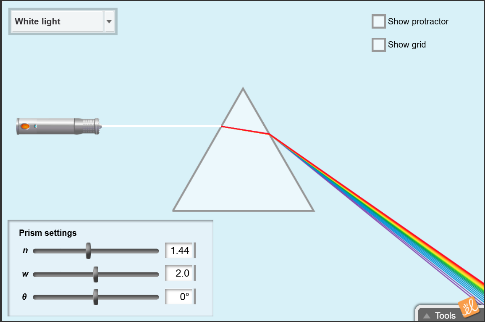 White light
Show protractor
Show grid
Prism settings
n 1.44
w 2.0
θ 0°
Tools